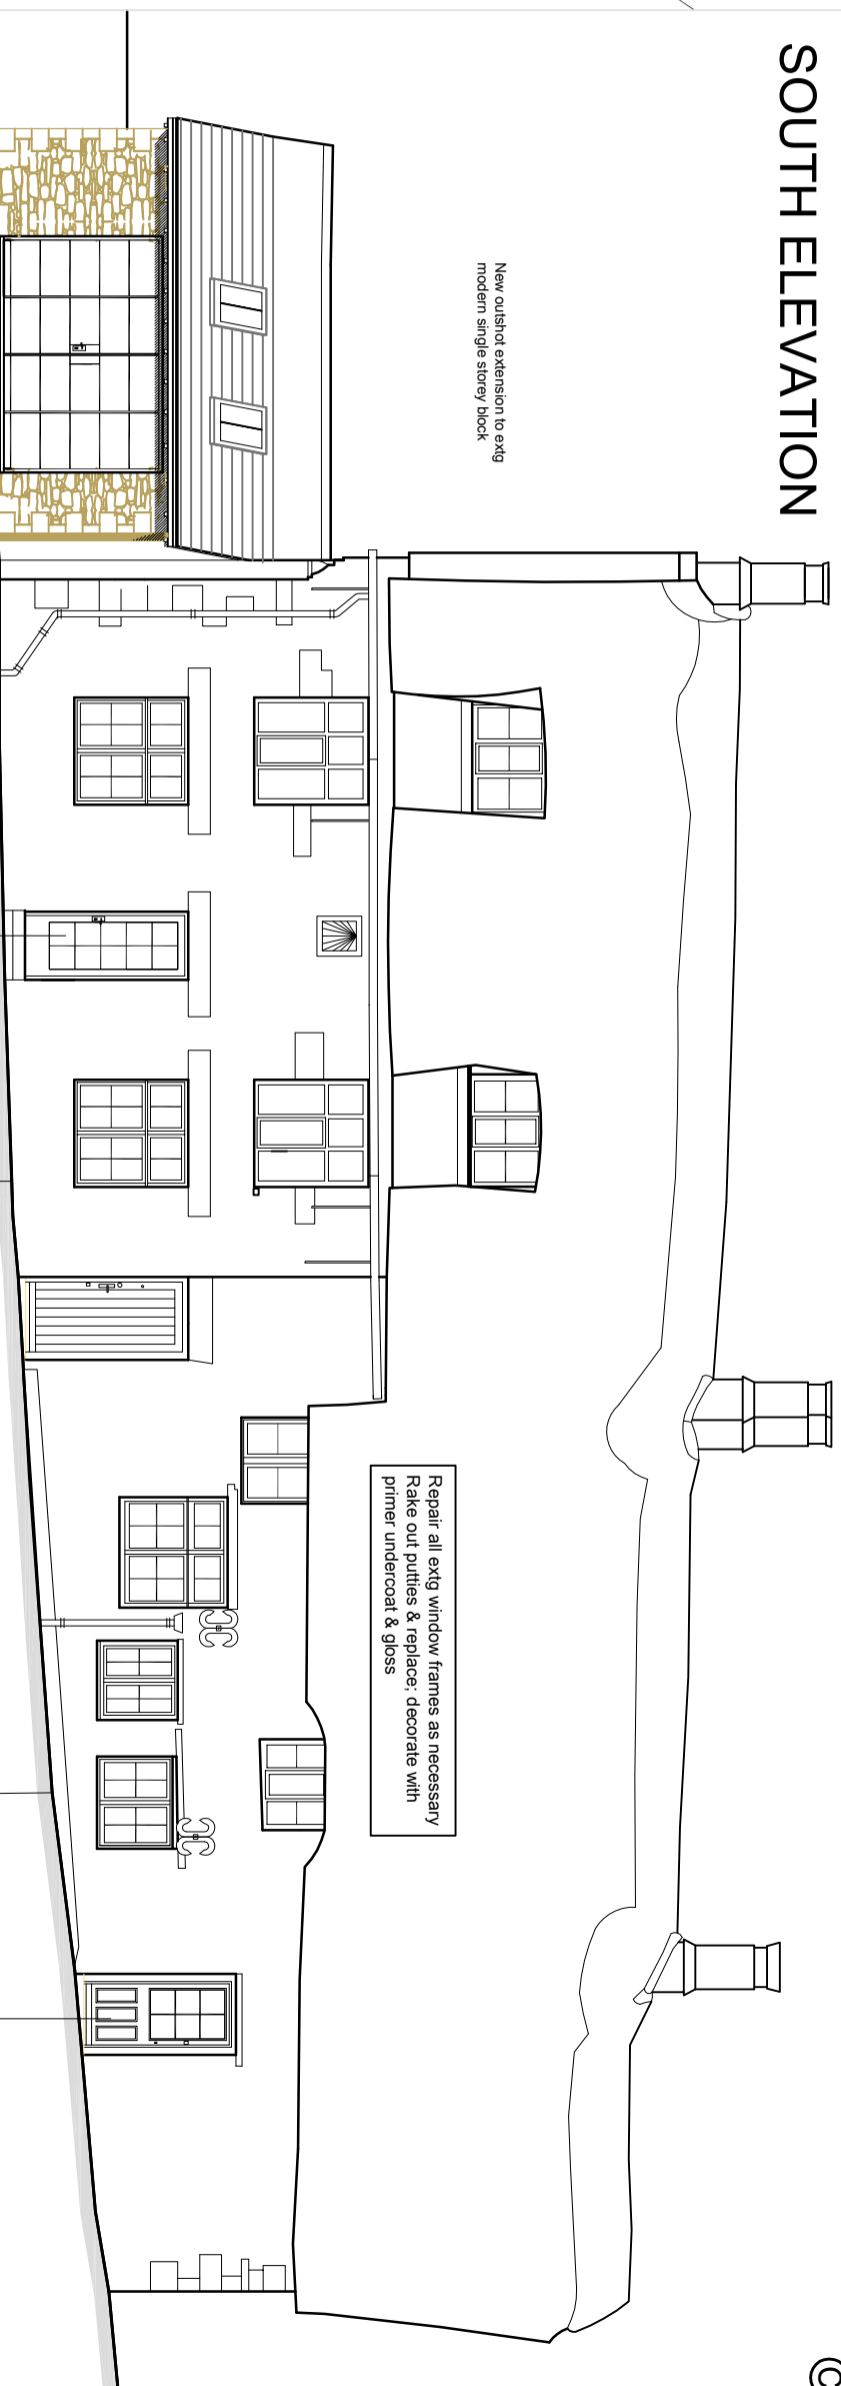 SOUTH ELEVATION
New outshot extension to extg
modern single storey block
Repair all extg window frames as necessary
Rake out putties & replace; decorate with
primer undercoat & gloss
©